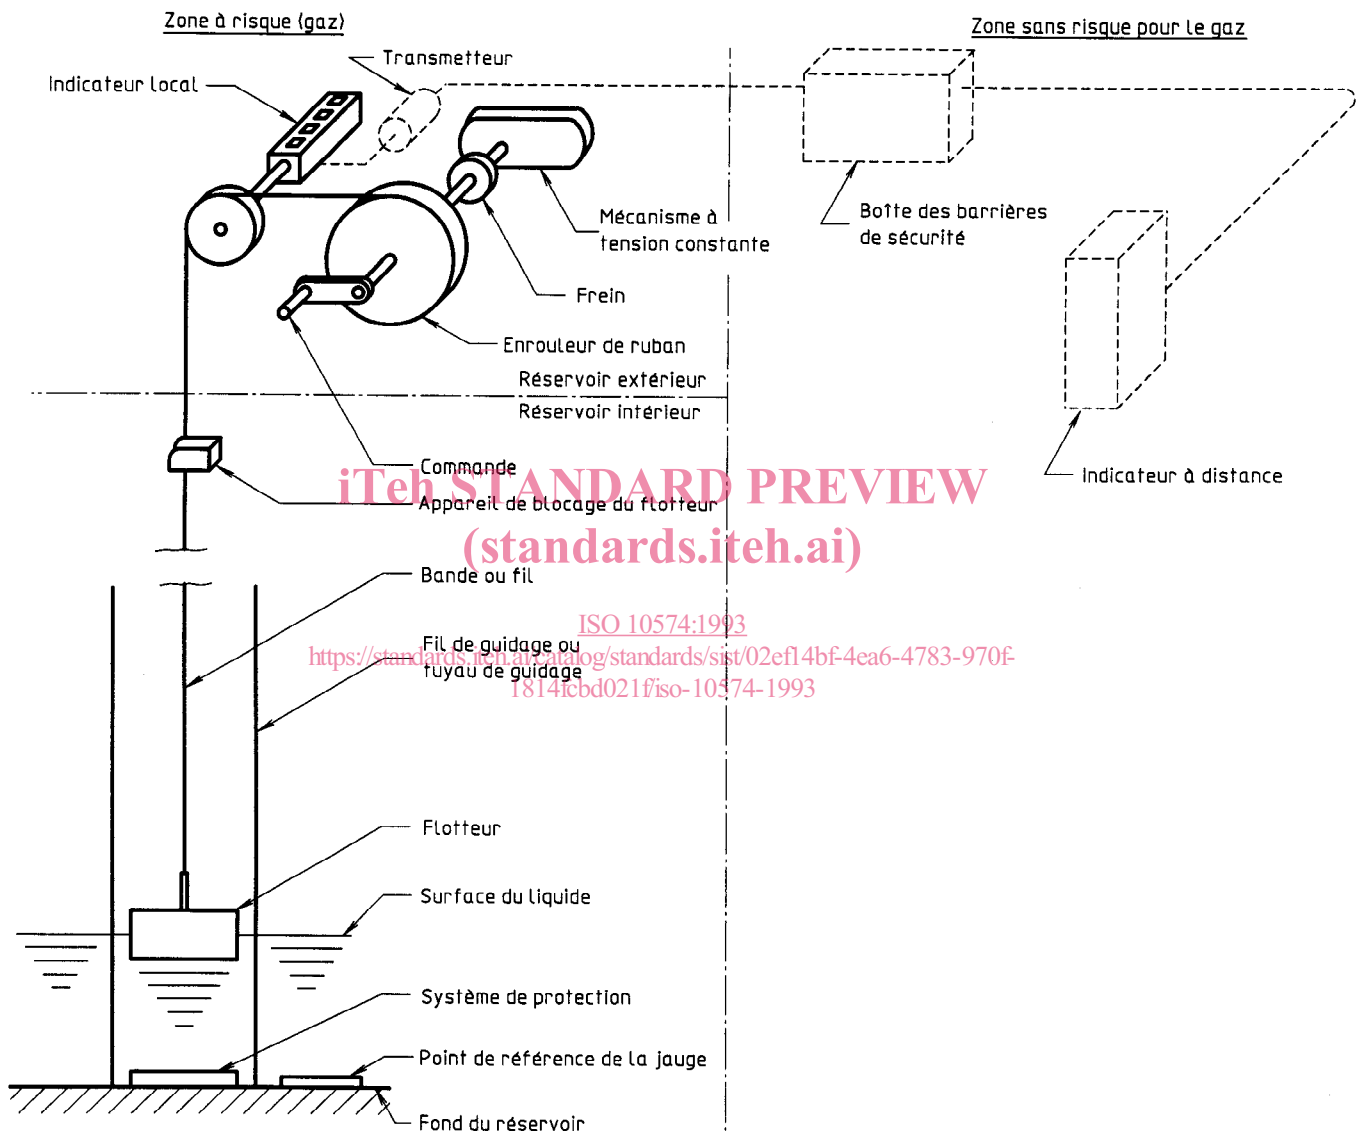 Zone à risque (gaz)
Zone sans risque pour le gaz
Transmetteur
Indicateur local
Mécanisme à
tension constante
Boîte des barrières
de sécurité
Frein
Enrouleur de ruban
Réservoir extérieur
Réservoir intérieur
Commande
Indicateur à distance
iTeh STANDARD PREVIEW
Appareil de blocage du flotteur
(standards.iteh.ai)
Bande ou fil
ISO 10574:1993
Fil de guidage ou
https://standards.iteh.ai/catalog/standards/sist/02ef14bf-4ea6-4783-970f-
tuyau de guidage
1814fcbd021f/iso-10574-1993
Flotteur
Surface du liquide
Système de protection
Point de référence de la jauge
Fond du réservoir